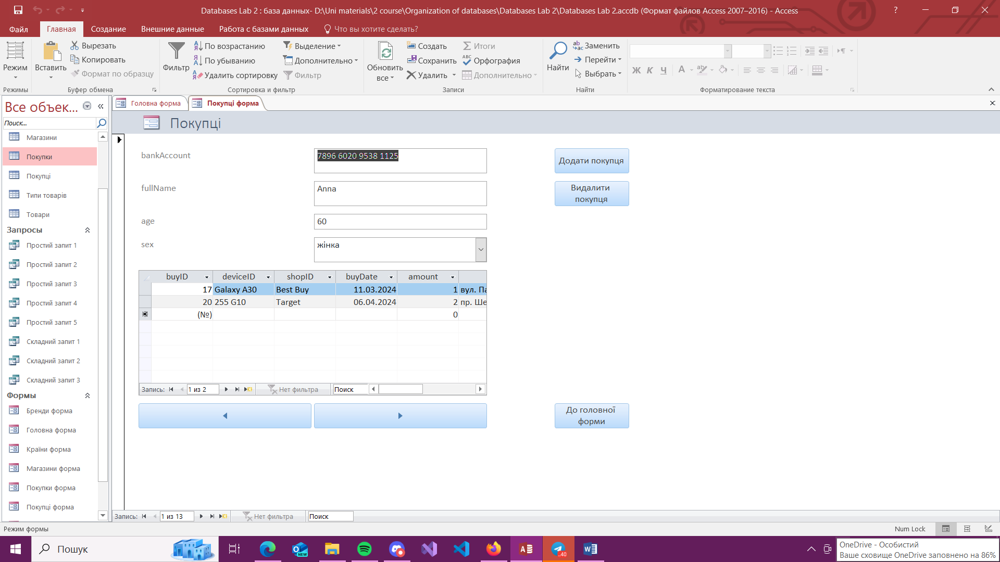 Databases Lab 2 : база данных- D:\Uni materials\2 course\Organization of databases\Databases Lab 2\Databases Lab 2.accdb (Формат файлов Access 2007–2016) - Access
Файл Главная Создание Внешние данные Работа с базами данных Что вы хотите сделать?
Режим
Режимы
Вставить
Вырезать
Копировать
Формат по образцу
Буфер обмена
Фильтр
По возрастанию
По убыванию
Удалить сортировку
Выделение
Дополнительно
Фильтр
Сортировка и фильтр
Обновить
все
Создать
Сохранить
Удалить
Итоги
Орфография
Дополнительно
Записи
Найти
Заменить
Перейти
Выбрать
Найти
Ж К Ч
Форматирование текста
Все объек...
Поиск...
Магазини
Покупки
Покупці
Типи товарів
Товари
Запросы
Простий запит 1
Простий запит 2
Простий запит 3
Простий запит 4
Простий запит 5
Складний запит 1
Складний запит 2
Складний запит 3
Формы
Бренди форма
Головна форма
Країни форма
Магазини форма
Покупки форма
Покупці форма
Головна форма Покупці форма
Покупці
bankAccount 7896 6020 9538 1125
fullName Anna
age 60
sex жінка
Додати покупця
Видалити
покупця
buyID deviceID shopID buyDate amount
17 Galaxy A30 Best Buy 11.03.2024 1 вул. Па
20 255 G10 Target 06.04.2024 2 пр. Ше
(№) 0
Запись: 1 из 2 Нет фильтра Поиск
До головної
форми
Запись: 1 из 13 Нет фильтра Поиск
Режим формы Num Lock
Пошук
NEW
..40
OneDrive - Особистий
Ваше сховище OneDrive заповнено на 86%